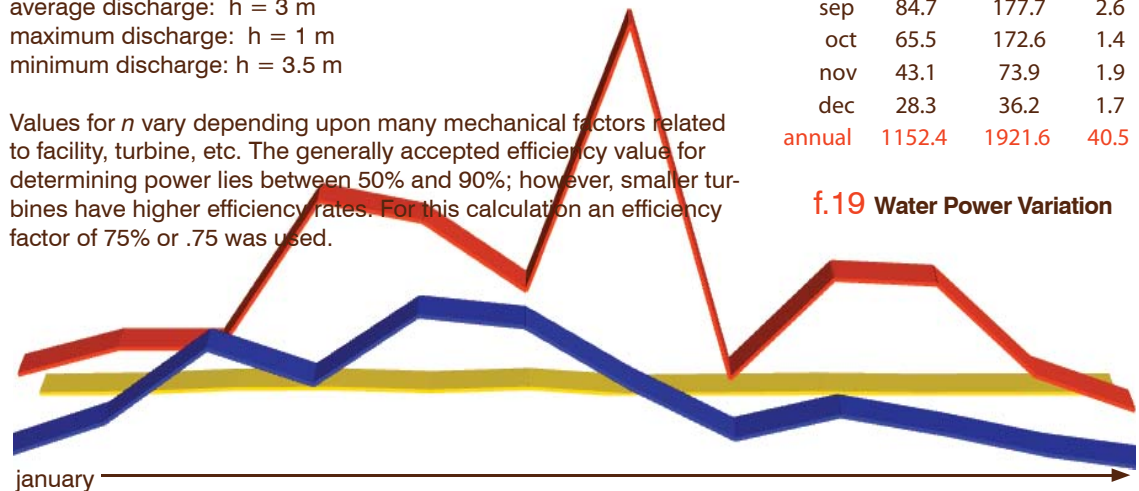 average discharge:  h = 3 m
maximum discharge:  h = 1 m
minimum discharge: h = 3.5 m
Values for n vary depending upon many mechanical factors related
to facility, turbine, etc. The generally accepted efficiency value for
determining power lies between 50% and 90%; however, smaller tur-
bines have higher efficiency rates. For this calculation an efficiency
factor of 75% or .75 was used.
sep 84.7 177.7 2.6
oct 65.5 172.6 1.4
nov 43.1 73.9 1.9
dec 28.3 36.2 1.7
annual 1152.4 1921.6 40.5
f.19 Water Power Variation
january